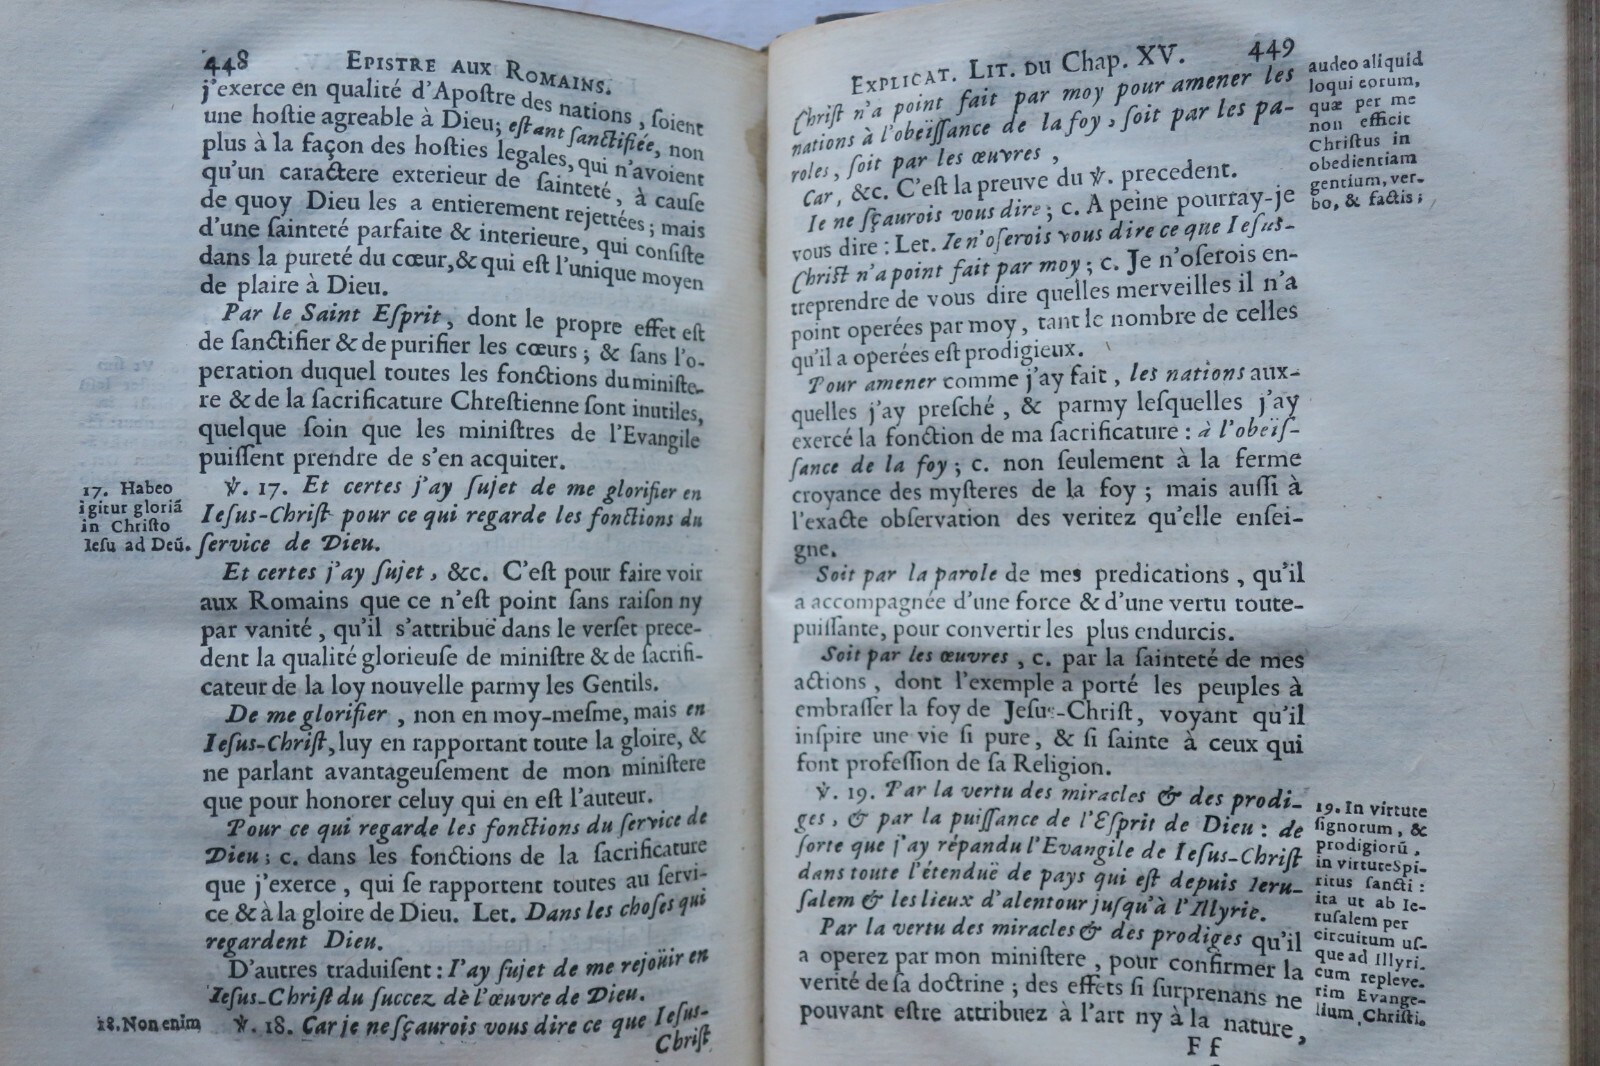 448 EPISTRE AUX ROMAINS.
j'exerce en qualité d'Apoſtre des nations, ſoient
une hoſtie agreable à Dieu; eſtant ſanctifiée, non
plus à la façon des hoſties legales, qui n'avoient
qu'un caractere exterieur de ſainteté, à cauſe
de quoy Dieu les a entierement rejettées; mais
d'une ſainteté parfaite & interieure, qui conſiſte
dans la pureté du cœur, & qui eſt l'unique moyen
de plaire à Dieu.
Par le Saint Eſprit, dont le propre effet eſt
de ſanctifier & de purifier les cœurs; & ſans l'o-
peration duquel toutes les fonctions du miniſte-
re & de la ſacrificature Chreſtienne ſont inutiles,
quelque ſoin que les miniſtres de l'Evangile
puiſſent prendre de s'en acquiter.
17. Habeo
igitur gloriã
in Chriſto
Ieſu ad Deũ.
℣. 17. Et certes j'ay ſujet de me glorifier en
Ieſus-Chriſt pour ce qui regarde les fonctions du
ſervice de Dieu.
Et certes j'ay ſujet, &c. C'eſt pour faire voir
aux Romains que ce n'eſt point ſans raiſon ny
par vanité, qu'il s'attribuë dans le verſet prece-
dent la qualité glorieuſe de miniſtre & de ſacrifi-
cateur de la loy nouvelle parmy les Gentils.
De me glorifier, non en moy-meſme, mais en
Ieſus-Chriſt, luy en rapportant toute la gloire, &
ne parlant avantageuſement de mon miniſtere
que pour honorer celuy qui en eſt l'auteur.
Pour ce qui regarde les fonctions du ſervice de
Dieu; c. dans les fonctions de la ſacrificature
que j'exerce, qui ſe rapportent toutes au ſervi-
ce & à la gloire de Dieu. Let. Dans les choſes qui
regardent Dieu.
D'autres traduiſent: I'ay ſujet de me rejoüir en
Ieſus-Chriſt du ſuccez de l'œuvre de Dieu.
18. Non enim
℣. 18. Car je ne ſçaurois vous dire ce que Ieſus-
Chriſt
EXPLICAT. LIT. DU Chap. XV. 449
Chriſt n'a point fait par moy pour amener les
nations à l'obeïſſance de la foy, ſoit par les pa-
roles, ſoit par les œuvres,
audeo aliquid
loqui eorum,
quæ per me
non efficit
Chriſtus in
obedientiam
gentium, ver-
bo, & factis;
Car, &c. C'eſt la preuve du ℣. precedent.
Ie ne ſçaurois vous dire; c. A peine pourray-je
vous dire: Let. Ie n'oſerois vous dire ce que Ieſus-
Chriſt n'a point fait par moy; c. Je n'oſerois en-
treprendre de vous dire quelles merveilles il n'a
point operées par moy, tant le nombre de celles
qu'il a operées eſt prodigieux.
Pour amener comme j'ay fait, les nations aux-
quelles j'ay preſché, & parmy leſquelles j'ay
exercé la fonction de ma ſacrificature: à l'obeïſ-
ſance de la foy; c. non ſeulement à la ferme
croyance des myſteres de la foy; mais auſſi à
l'exacte obſervation des veritez qu'elle enſei-
gne.
Soit par la parole de mes predications, qu'il
a accompagnée d'une force & d'une vertu toute-
puiſſante, pour convertir les plus endurcis.
Soit par les œuvres, c. par la ſainteté de mes
actions, dont l'exemple a porté les peuples à
embraſſer la foy de Jeſus-Chriſt, voyant qu'il
inſpire une vie ſi pure, & ſi ſainte à ceux qui
font profeſſion de ſa Religion.
℣. 19. Par la vertu des miracles & des prodi-
ges, & par la puiſſance de l'Eſprit de Dieu: de
ſorte que j'ay répandu l'Evangile de Ieſus-Chriſt
dans toute l'étenduë de pays qui eſt depuis Ieru-
ſalem & les lieux d'alentour juſqu'à l'Illyrie.
19. In virtute
ſignorum, &
prodigiorũ,
in virtute Spi-
ritus ſancti:
ita ut ab Ie-
ruſalem per
circuitum uſ-
que ad Illyri-
cum repleve-
rim Evange-
lium Chriſti.
Par la vertu des miracles & des prodiges qu'il
a operez par mon miniſtere, pour confirmer la
verité de ſa doctrine; des effets ſi ſurprenans ne
pouvant eſtre attribuez à l'art ny à la nature,
F f